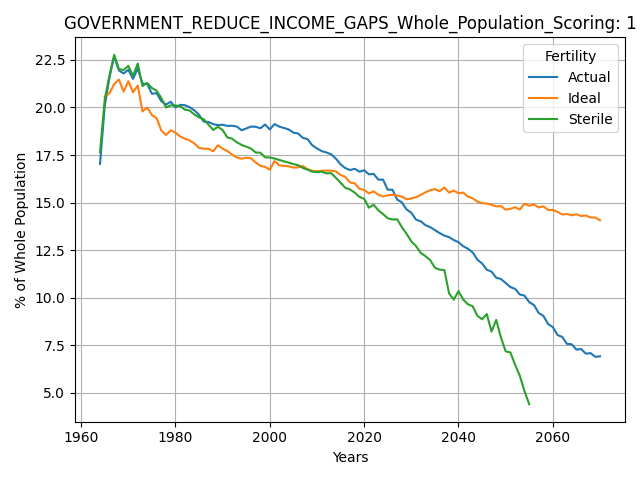 GOVERNMENT_REDUCE_INCOME_GAPS_Whole_Population_Scoring: 1
Fertility
Actual
Ideal
Sterile
% of Whole Population
22.5
20.0
17.5
15.0
12.5
10.0
7.5
5.0
1960 1980 2000 2020 2040 2060
Years